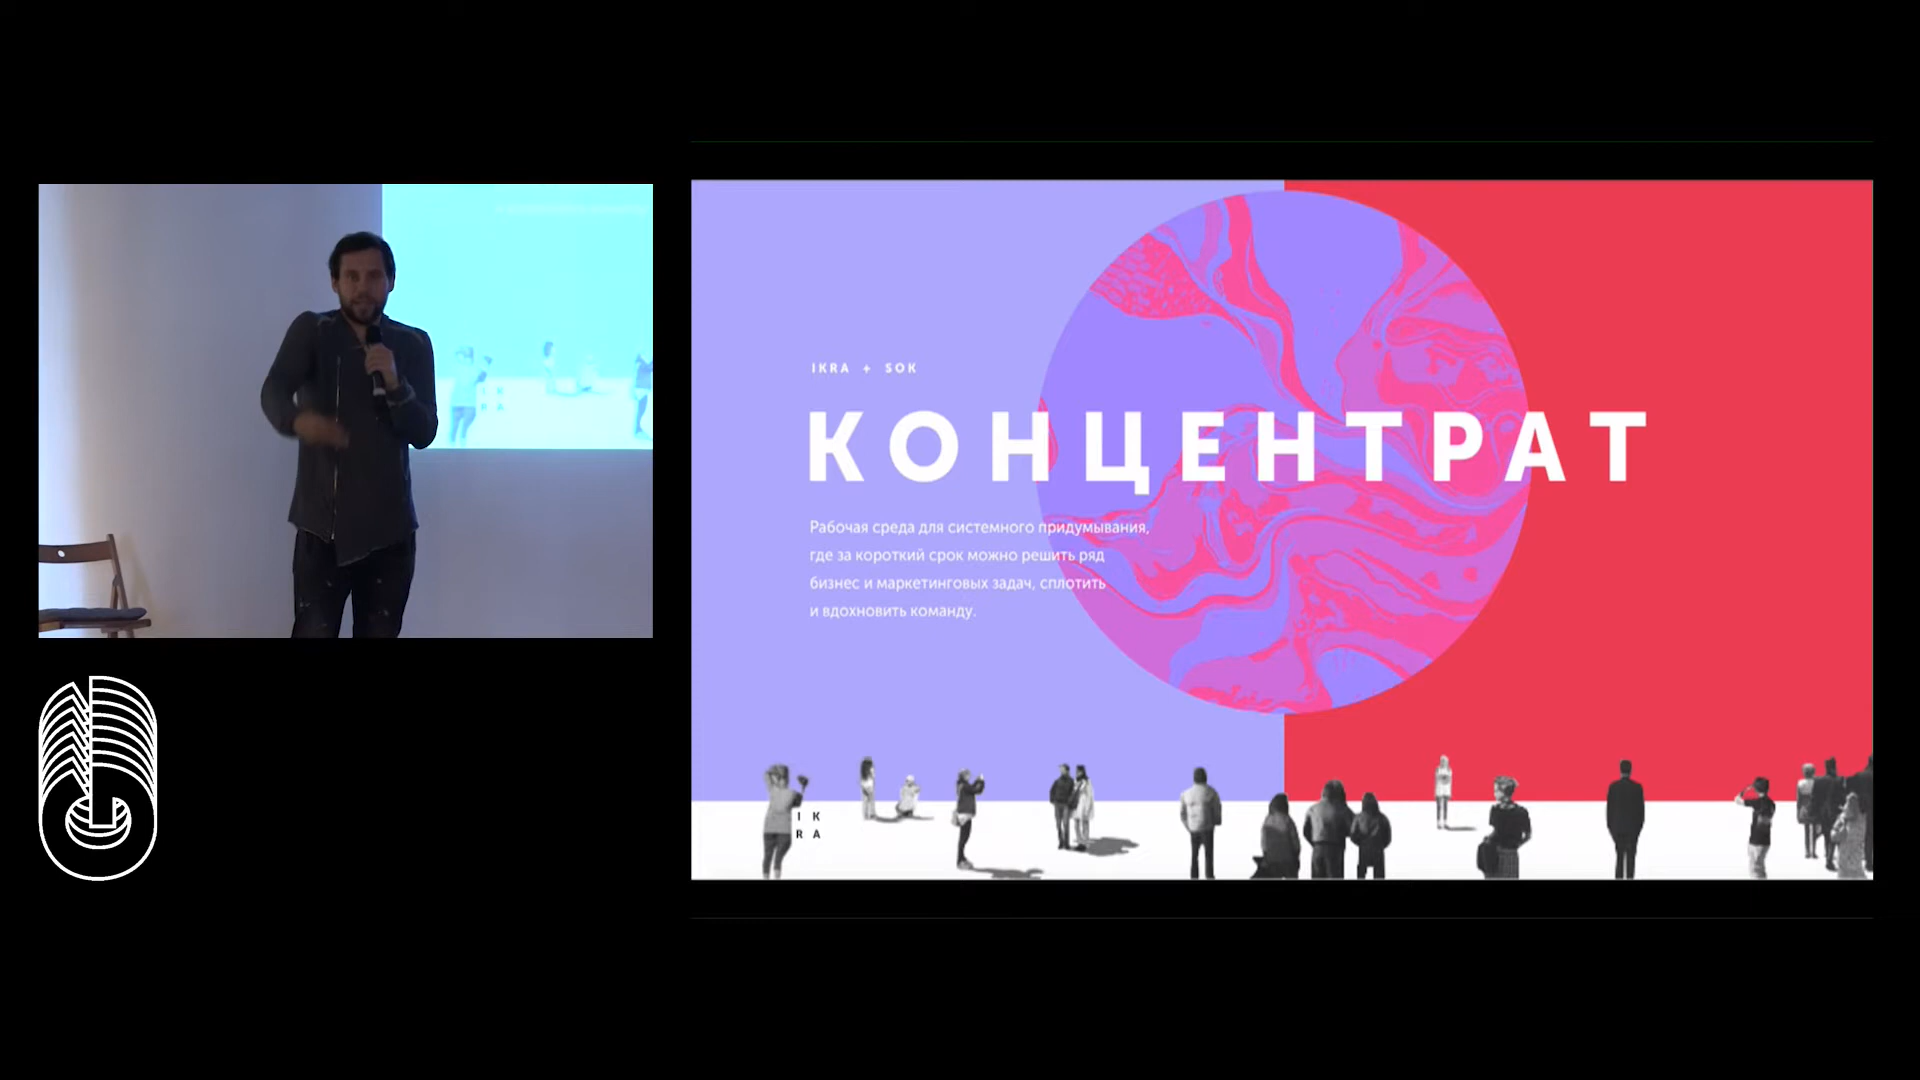 IKRA + SOK
КОНЦЕНТРАТ
Рабочая среда для системного придумывания,
где за короткий срок можно решить ряд
бизнес и маркетинговых задач, сплотить
и вдохновить команду.
I K
R A